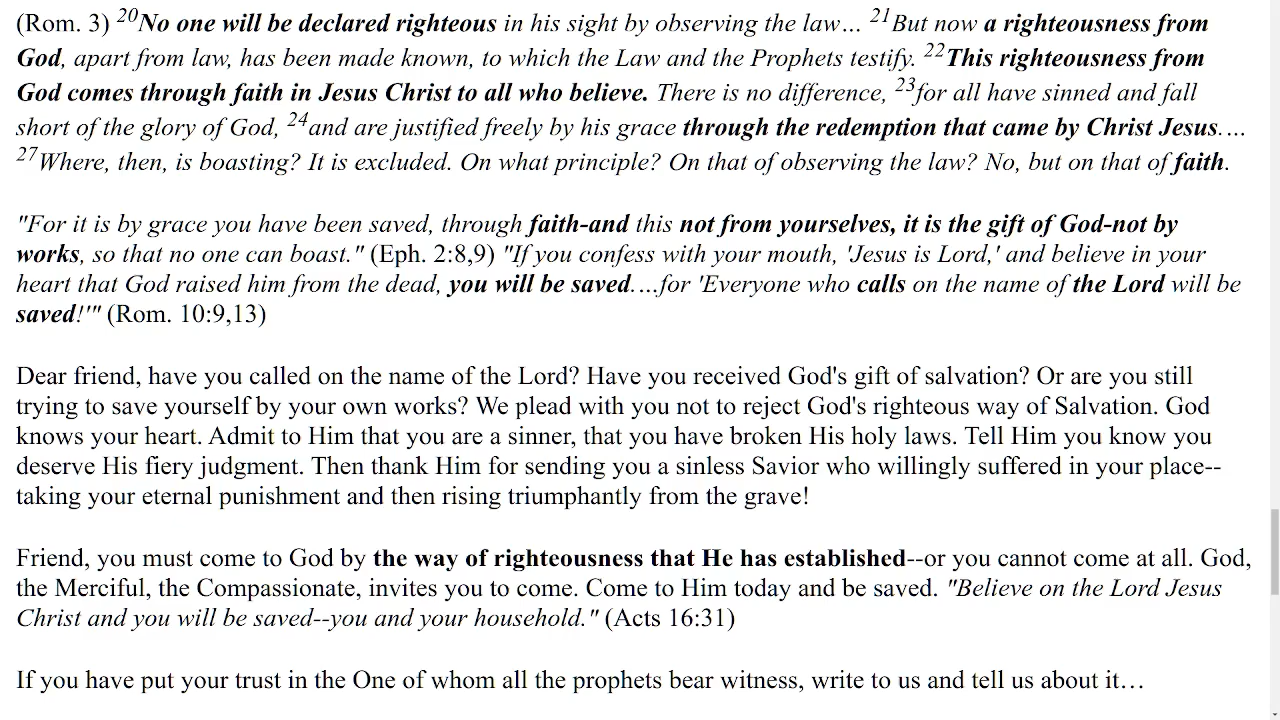 (Rom. 3) 20No one will be declared righteous in his sight by observing the law… 21But now a righteousness from
God, apart from law, has been made known, to which the Law and the Prophets testify. 22This righteousness from
God comes through faith in Jesus Christ to all who believe. There is no difference, 23for all have sinned and fall
short of the glory of God, 24and are justified freely by his grace through the redemption that came by Christ Jesus….
27Where, then, is boasting? It is excluded. On what principle? On that of observing the law? No, but on that of faith.
"For it is by grace you have been saved, through faith-and this not from yourselves, it is the gift of God-not by
works, so that no one can boast." (Eph. 2:8,9) "If you confess with your mouth, 'Jesus is Lord,' and believe in your
heart that God raised him from the dead, you will be saved….for 'Everyone who calls on the name of the Lord will be
saved!'" (Rom. 10:9,13)
Dear friend, have you called on the name of the Lord? Have you received God's gift of salvation? Or are you still
trying to save yourself by your own works? We plead with you not to reject God's righteous way of Salvation. God
knows your heart. Admit to Him that you are a sinner, that you have broken His holy laws. Tell Him you know you
deserve His fiery judgment. Then thank Him for sending you a sinless Savior who willingly suffered in your place--
taking your eternal punishment and then rising triumphantly from the grave!
Friend, you must come to God by the way of righteousness that He has established--or you cannot come at all. God,
the Merciful, the Compassionate, invites you to come. Come to Him today and be saved. "Believe on the Lord Jesus
Christ and you will be saved--you and your household." (Acts 16:31)
If you have put your trust in the One of whom all the prophets bear witness, write to us and tell us about it…